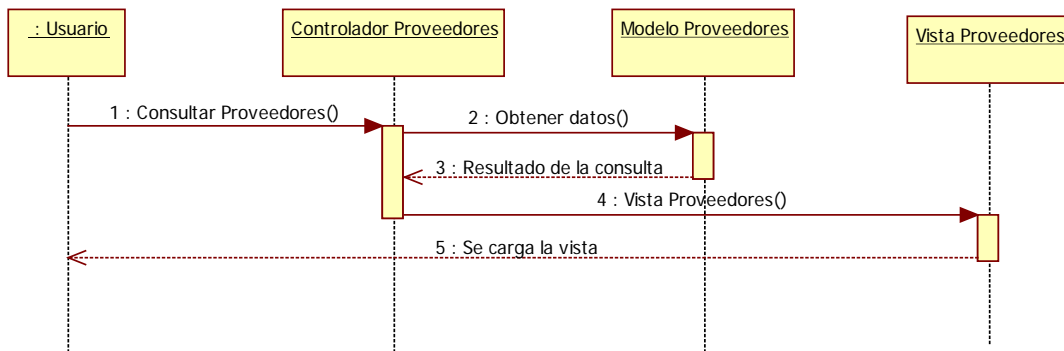 : Usuario
Controlador Proveedores
Modelo Proveedores
Vista Proveedores
1 : Consultar Proveedores()
2 : Obtener datos()
3 : Resultado de la consulta
4 : Vista Proveedores()
5 : Se carga la vista